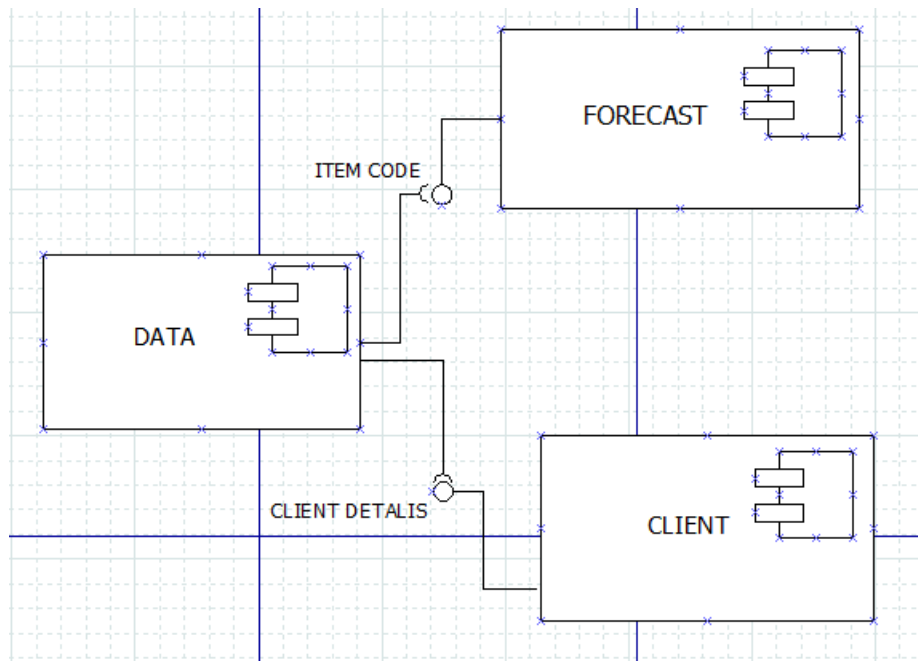 FORECAST
ITEM CODE
DATA
CLIENT DETALIS
CLIENT